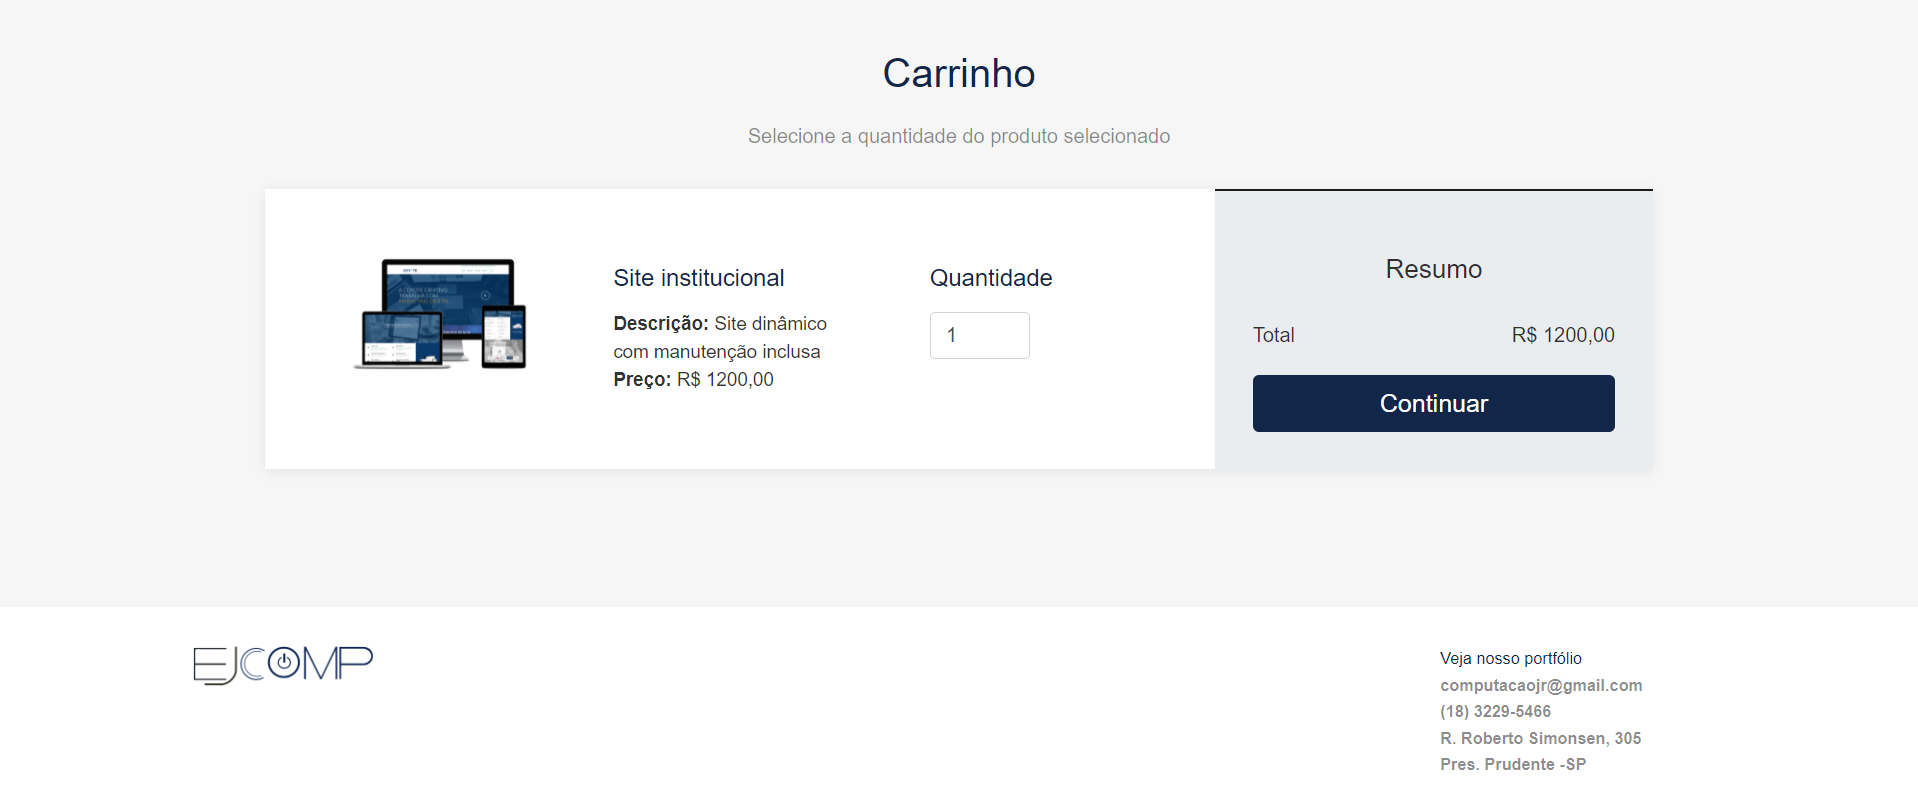 Carrinho
Selecione a quantidade do produto selecionado
Site institucional
Descrição: Site dinâmico
com manutenção inclusa
Preço: R$ 1200,00
Quantidade
1
Resumo
Total R$ 1200,00
Continuar
EJCOMP
Veja nosso portfólio
computacaojr@gmail.com
(18) 3229-5466
R. Roberto Simonsen, 305
Pres. Prudente -SP